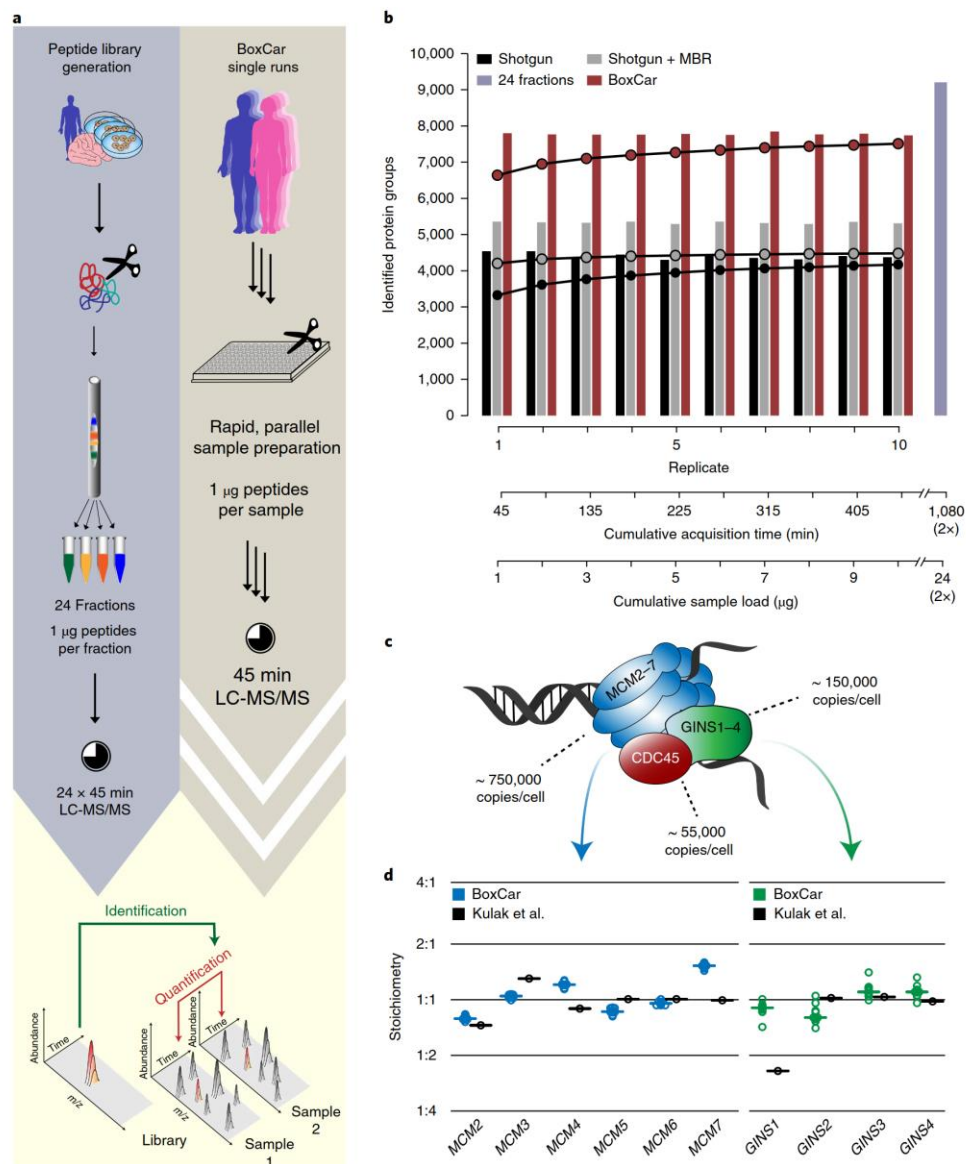 a
Peptide library
generation
24 Fractions
1 µg peptides
per fraction
24 × 45 min
LC-MS/MS
BoxCar
single runs
Rapid, parallel
sample preparation
1 µg peptides
per sample
45 min
LC-MS/MS
Identification
Quantification
Abundance
Time
m/z
Library
Abundance
Time
m/z
Sample
1
Abundance
Time
Sample
2
b
Shotgun
Shotgun + MBR
24 fractions
BoxCar
Identified protein groups
10,000
9,000
8,000
7,000
6,000
5,000
4,000
3,000
2,000
1,000
0
1 5 10
Replicate
45 135 225 315 405 1,080
(2×)
Cumulative acquisition time (min)
1 3 5 7 9 24
(2×)
Cumulative sample load (µg)
c
MCM2–7
GINS1–4
CDC45
~ 150,000
copies/cell
~ 750,000
copies/cell
~ 55,000
copies/cell
d
Stoichiometry
4:1
2:1
1:1
1:2
1:4
BoxCar
Kulak et al.
BoxCar
Kulak et al.
MCM2 MCM3 MCM4 MCM5 MCM6 MCM7 GINS1 GINS2 GINS3 GINS4